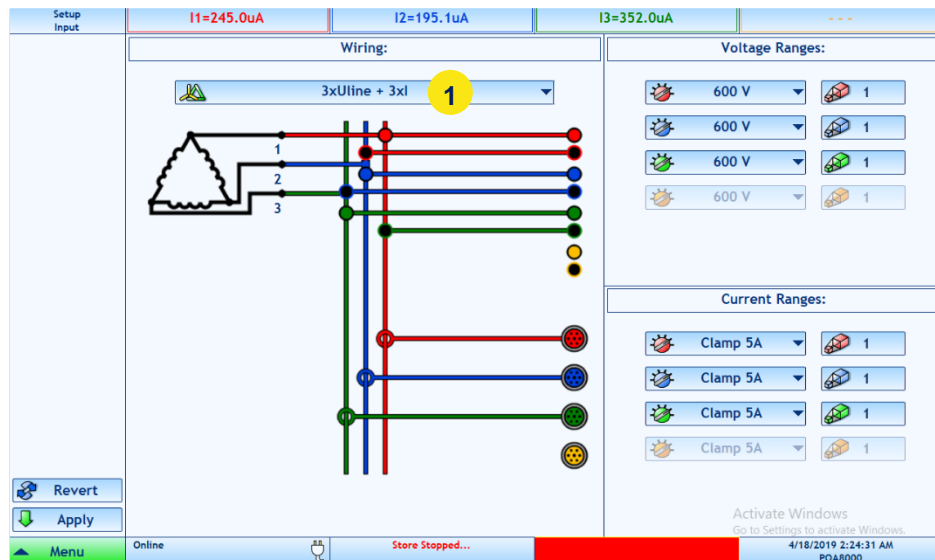 Setup
Input
I1=245.0uA
I2=195.1uA
I3=352.0uA
- - -
Wiring:
3xUline + 3xI
1
1
2
3
Voltage Ranges:
600 V 1
600 V 1
600 V 1
600 V 1
Current Ranges:
Clamp 5A 1
Clamp 5A 1
Clamp 5A 1
Clamp 5A 1
Revert
Apply
Menu
Online
Store Stopped...
Activate Windows
Go to Settings to activate Windows.
4/18/2019 2:24:31 AM
PQA8000